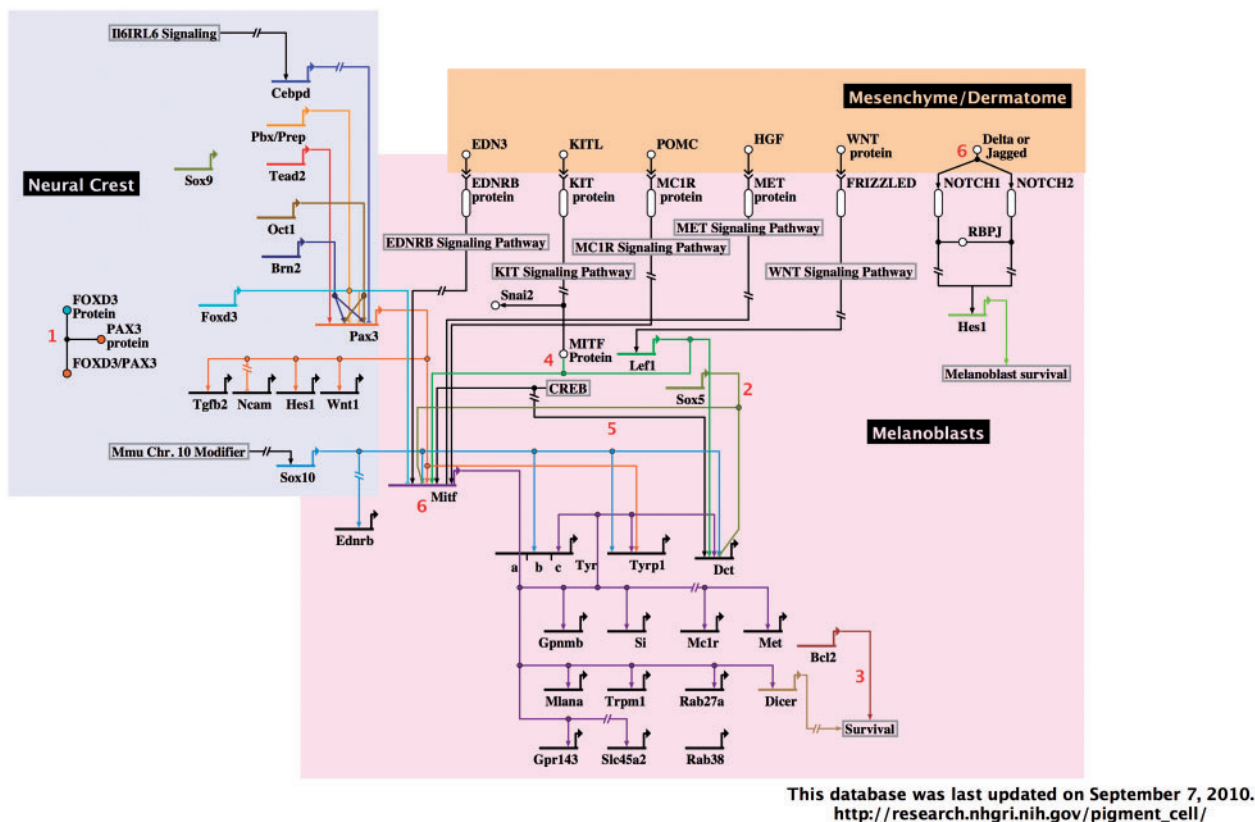 Il6IRL6 Signaling
Cebpd
Pbx/Prep
Sox9
Tead2
Neural Crest
Oct1
Brn2
FOXD3
Protein
Foxd3
1
PAX3
protein
FOXD3/PAX3
Pax3
Tgfb2
Ncam
Hes1
Wnt1
Mmu Chr. 10 Modifier
Sox10
Ednrb
Mesenchyme/Dermatome
EDN3
KITL
POMC
HGF
WNT
protein
6
Delta or
Jagged
EDNRB
protein
KIT
protein
MC1R
protein
MET
protein
FRIZZLED
NOTCH1
NOTCH2
EDNRB Signaling Pathway
KIT Signaling Pathway
MC1R Signaling Pathway
MET Signaling Pathway
WNT Signaling Pathway
RBPJ
Snai2
Hes1
MITF
Protein
4
Lef1
Melanoblast survival
CREB
Sox5
2
5
Melanoblasts
6
Mitf
a
b
c
Tyr
Tyrp1
Dct
Gpnmb
Si
Mc1r
Met
Bcl2
3
Mlana
Trpm1
Rab27a
Dicer
Survival
Gpr143
Slc45a2
Rab38
This database was last updated on September 7, 2010.
http://research.nhgri.nih.gov/pigment_cell/